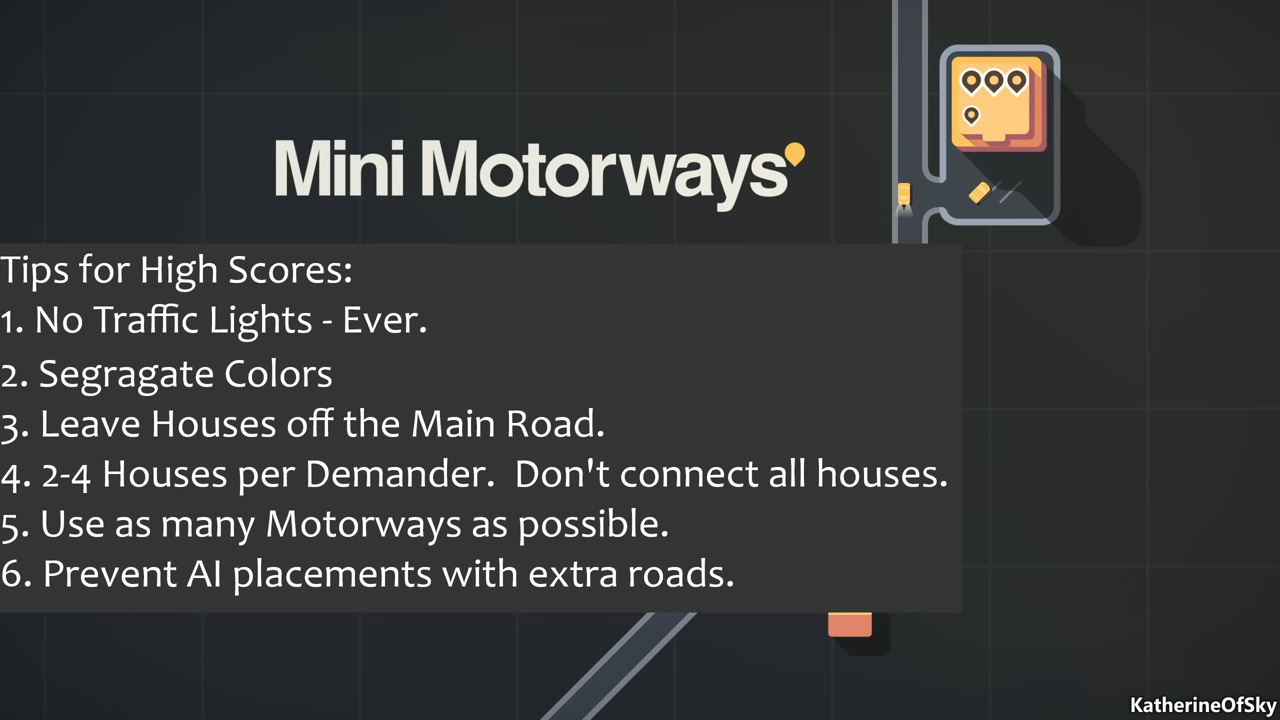 Mini Motorways
Tips for High Scores:
1. No Traffic Lights - Ever.
2. Segragate Colors
3. Leave Houses off the Main Road.
4. 2-4 Houses per Demander.  Don't connect all houses.
5. Use as many Motorways as possible.
6. Prevent AI placements with extra roads.
KatherineOfSky